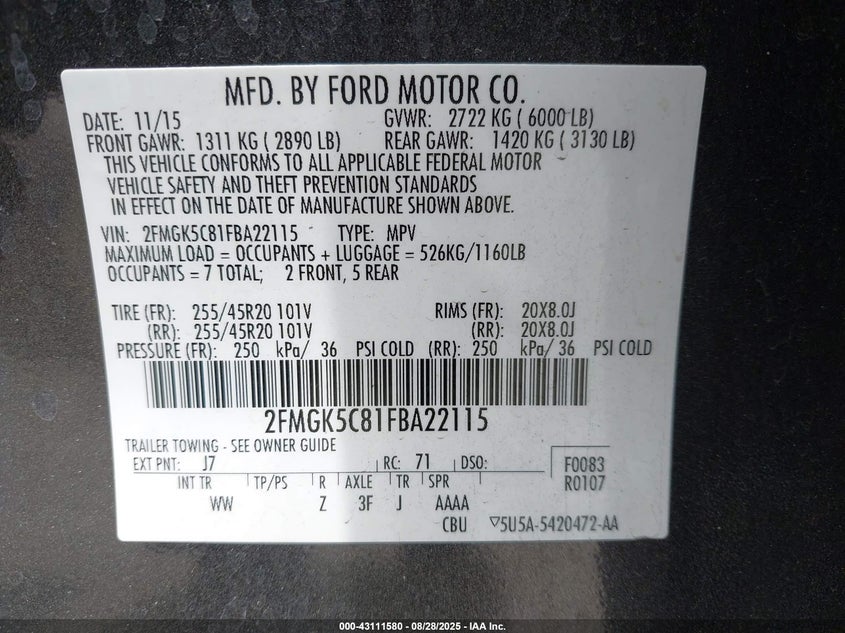 MFD. BY FORD MOTOR CO.
DATE: 11/15 GVWR: 2722 KG ( 6000 LB)
FRONT GAWR: 1311 KG ( 2890 LB) REAR GAWR: 1420 KG ( 3130 LB)
THIS VEHICLE CONFORMS TO ALL APPLICABLE FEDERAL MOTOR
VEHICLE SAFETY AND THEFT PREVENTION STANDARDS
IN EFFECT ON THE DATE OF MANUFACTURE SHOWN ABOVE.
VIN: 2FMGK5C81FBA22115 TYPE: MPV
MAXIMUM LOAD = OCCUPANTS + LUGGAGE = 526KG/1160LB
OCCUPANTS = 7 TOTAL; 2 FRONT, 5 REAR
TIRE (FR): 255/45R20 101V RIMS (FR): 20X8.0J
(RR): 255/45R20 101V (RR): 20X8.0J
PRESSURE (FR): 250 kPa/ 36 PSI COLD (RR): 250 kPa/ 36 PSI COLD
2FMGK5C81FBA22115
TRAILER TOWING - SEE OWNER GUIDE
EXT PNT: J7 RC: 71 DSO: F0083
INT TR TP/PS R AXLE TR SPR R0107
WW Z 3F J AAAA
CBU ▽5U5A-5420472-AA
000-43111580 - 08/28/2025 - IAA Inc.